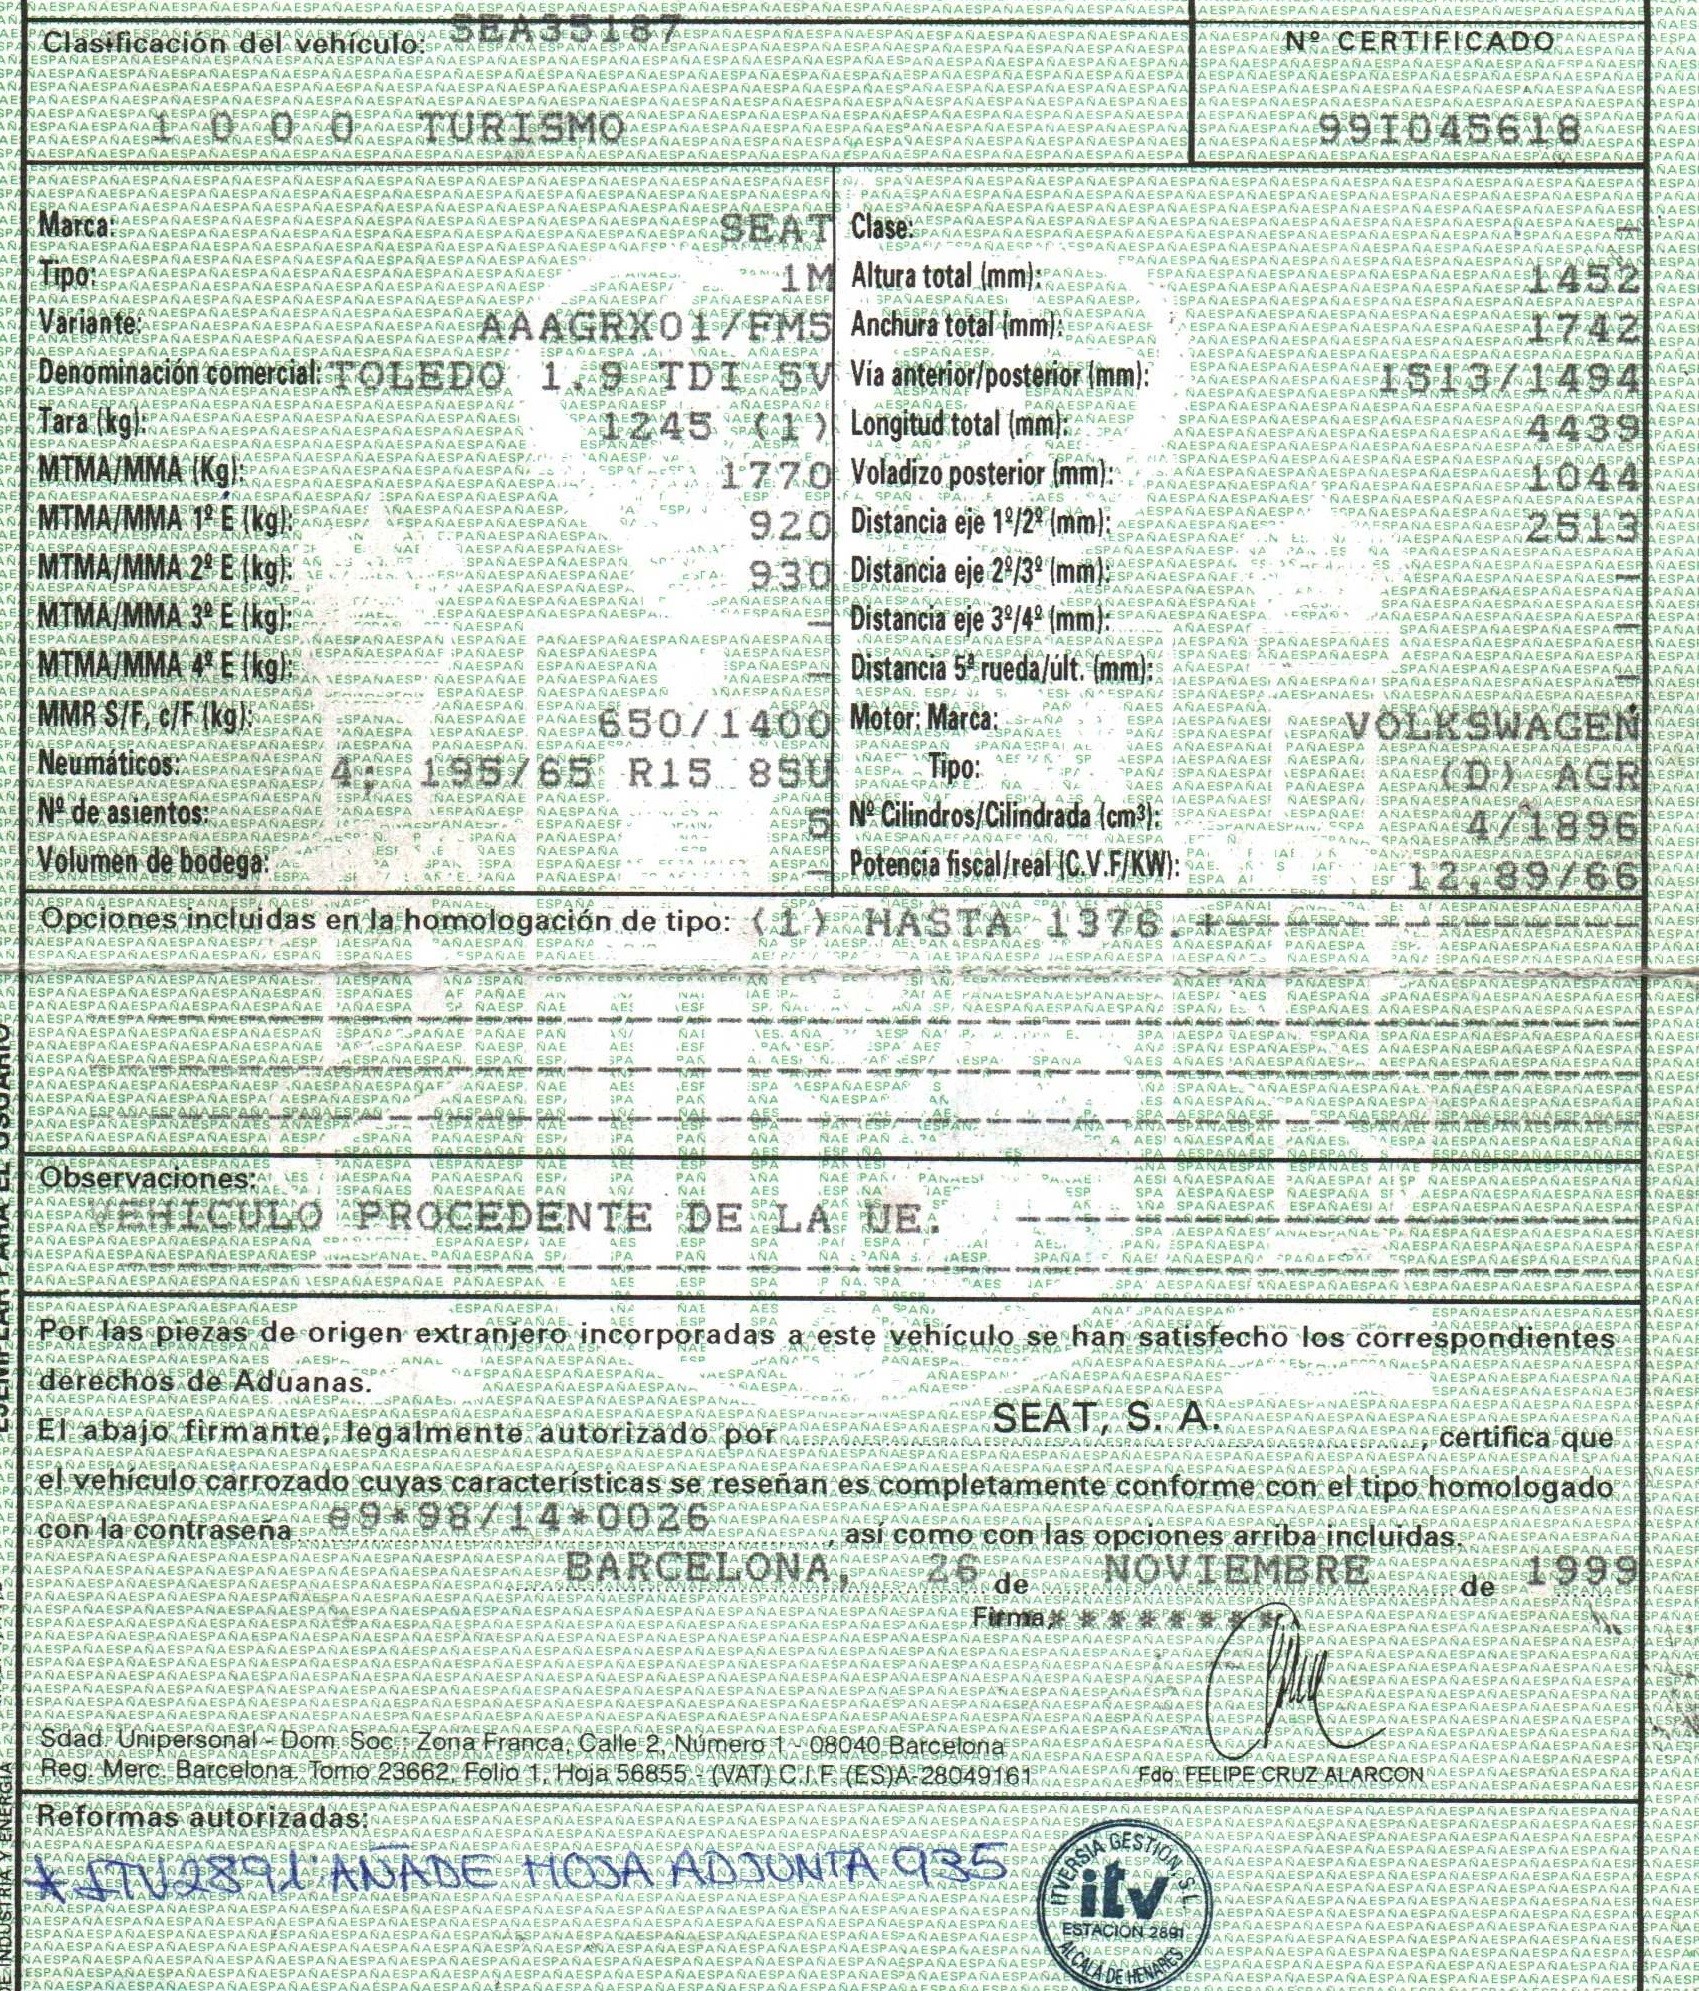 SEA35187
Clasificación del vehículo:
1 0 0 0 TURISMO
Nº CERTIFICADO
99I045618
Marca: SEAT
Tipo: 1M
Variante: AAAGRX01/FM5
Denominación comercial: TOLEDO 1.9 TDI 5V
Tara (kg): 1245 (1)
MTMA/MMA (Kg): 1770
MTMA/MMA 1º E (kg): 920
MTMA/MMA 2º E (kg): 930
MTMA/MMA 3º E (kg): —
MTMA/MMA 4º E (kg): —
MMR S/F, c/F (kg): 650/1400
Neumáticos: 4; 195/65 R15 85U
Nº de asientos: 5
Volumen de bodega: —
Clase: —
Altura total (mm): 1452
Anchura total (mm): 1742
Vía anterior/posterior (mm): 1513/1494
Longitud total (mm): 4439
Voladizo posterior (mm): 1044
Distancia eje 1º/2º (mm): 2513
Distancia eje 2º/3º (mm): —
Distancia eje 3º/4º (mm): —
Distancia 5ª rueda/últ. (mm): —
Motor: Marca: VOLKSWAGEN
Tipo: (D) AGR
Nº Cilindros/Cilindrada (cm³): 4/1896
Potencia fiscal/real (C.V.F/KW): 12,89/66
Opciones incluidas en la homologación de tipo: (1) HASTA 1376.+---------------
Observaciones:
VEHICULO PROCEDENTE DE LA UE.
Por las piezas de origen extranjero incorporadas a este vehículo se han satisfecho los correspondientes
derechos de Aduanas.
El abajo firmante, legalmente autorizado por SEAT, S. A., certifica que
el vehículo carrozado cuyas características se reseñan es completamente conforme con el tipo homologado
con la contraseña e9*98/14*0026, así como con las opciones arriba incluidas.
BARCELONA, 26 de NOVIEMBRE de 1999
Firma, ********
Sdad. Unipersonal - Dom. Soc.: Zona Franca, Calle 2, Número 1 - 08040 Barcelona
Reg. Merc. Barcelona, Tomo 23662, Folio 1, Hoja 56855 - (VAT) C.I.F. (ES)A-28049161
Fdo. FELIPE CRUZ ALARCON
Reformas autorizadas:
* ITV2891 AÑADE HOJA ADJUNTA 935
ITVERSIA GESTION, S.L.
itv
ESTACIÓN 2891
ALCALÁ DE HENARES
EJEMPLAR PARA EL USUARIO
DE INDUSTRIA Y ENERGIA